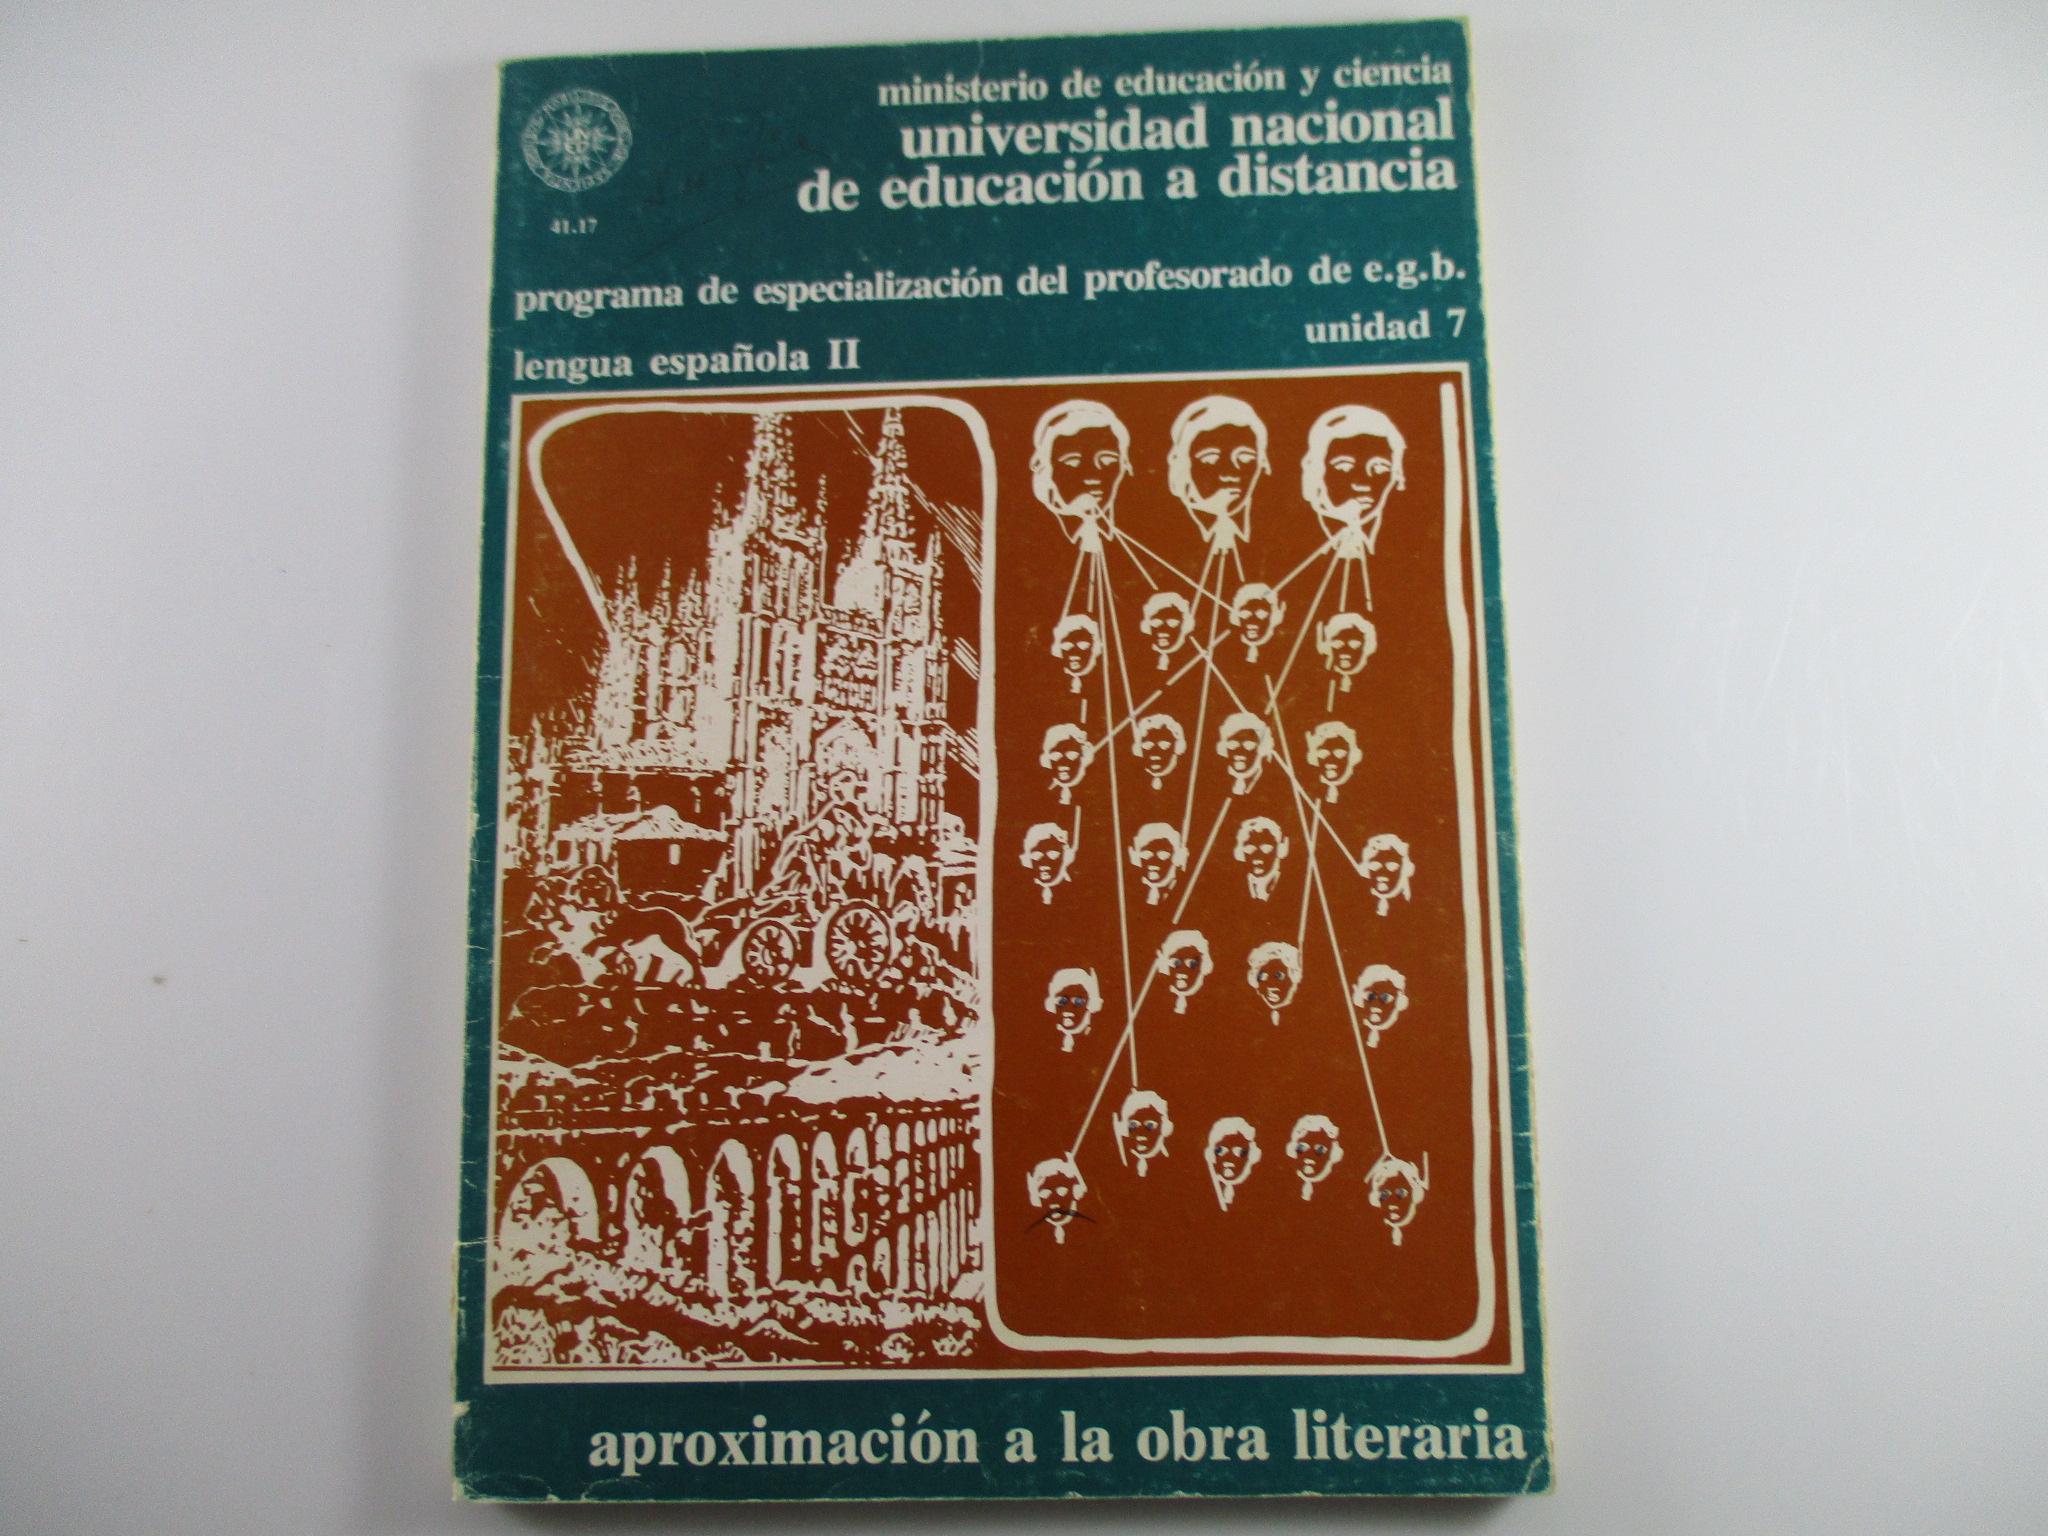 ministerio de educación y ciencia
universidad nacional
de educación a distancia
41.17
programa de especialización del profesorado de e.g.b.
unidad 7
lengua española II
aproximación a la obra literaria